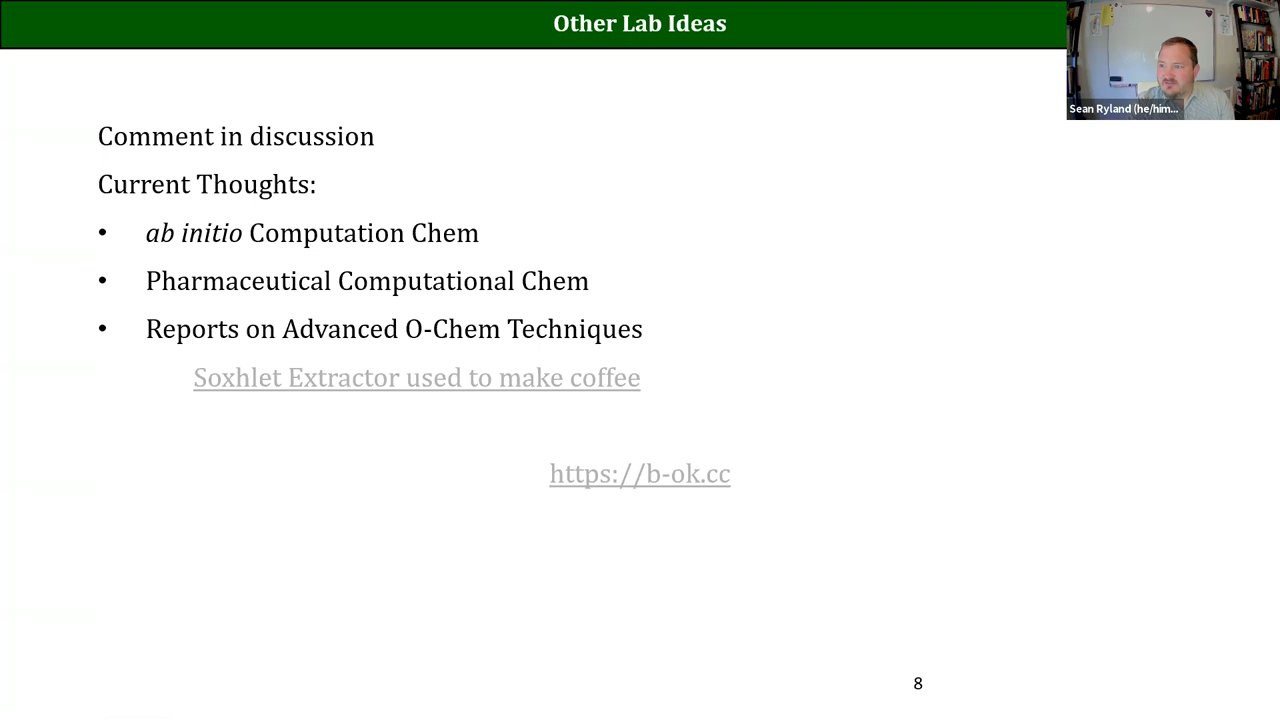 Other Lab Ideas
Sean Ryland (he/him...
Comment in discussion
Current Thoughts:
• ab initio Computation Chem
• Pharmaceutical Computational Chem
• Reports on Advanced O-Chem Techniques
Soxhlet Extractor used to make coffee
https://b-ok.cc
8